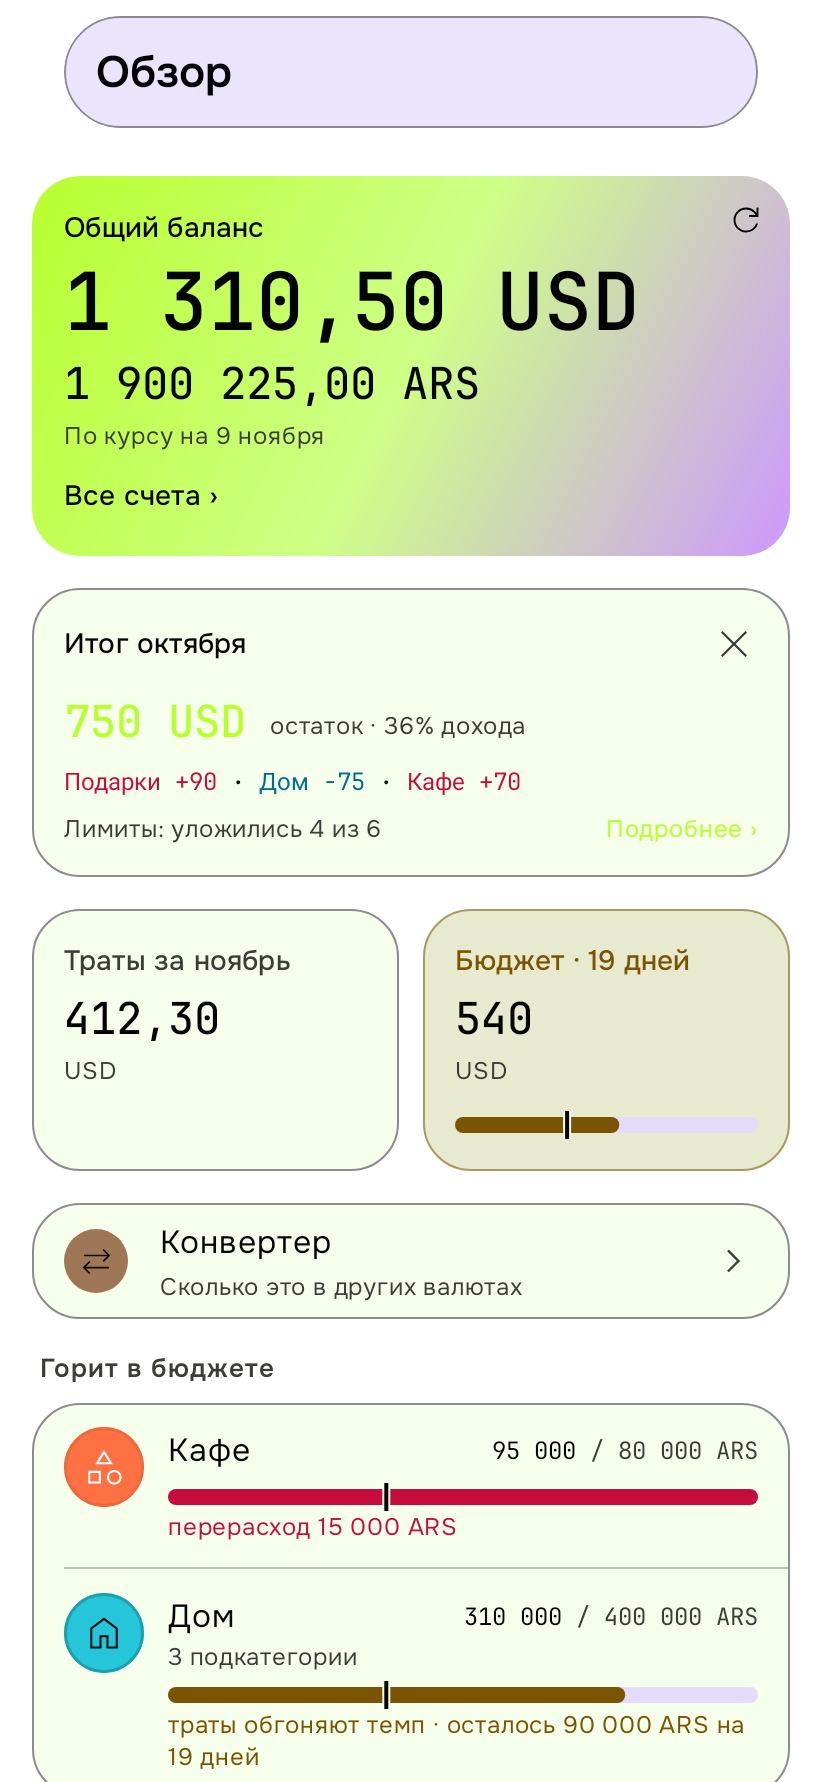 Обзор
Общий баланс
1 310,50 USD
1 900 225,00 ARS
По курсу на 9 ноября
Все счета ›
Итог октября
750 USD остаток · 36% дохода
Подарки +90 · Дом -75 · Кафе +70
Лимиты: уложились 4 из 6 Подробнее ›
Траты за ноябрь
412,30
USD
Бюджет · 19 дней
540
USD
Конвертер
Сколько это в других валютах
Горит в бюджете
Кафе 95 000 / 80 000 ARS
перерасход 15 000 ARS
Дом 310 000 / 400 000 ARS
3 подкатегории
траты обгоняют темп · осталось 90 000 ARS на
19 дней